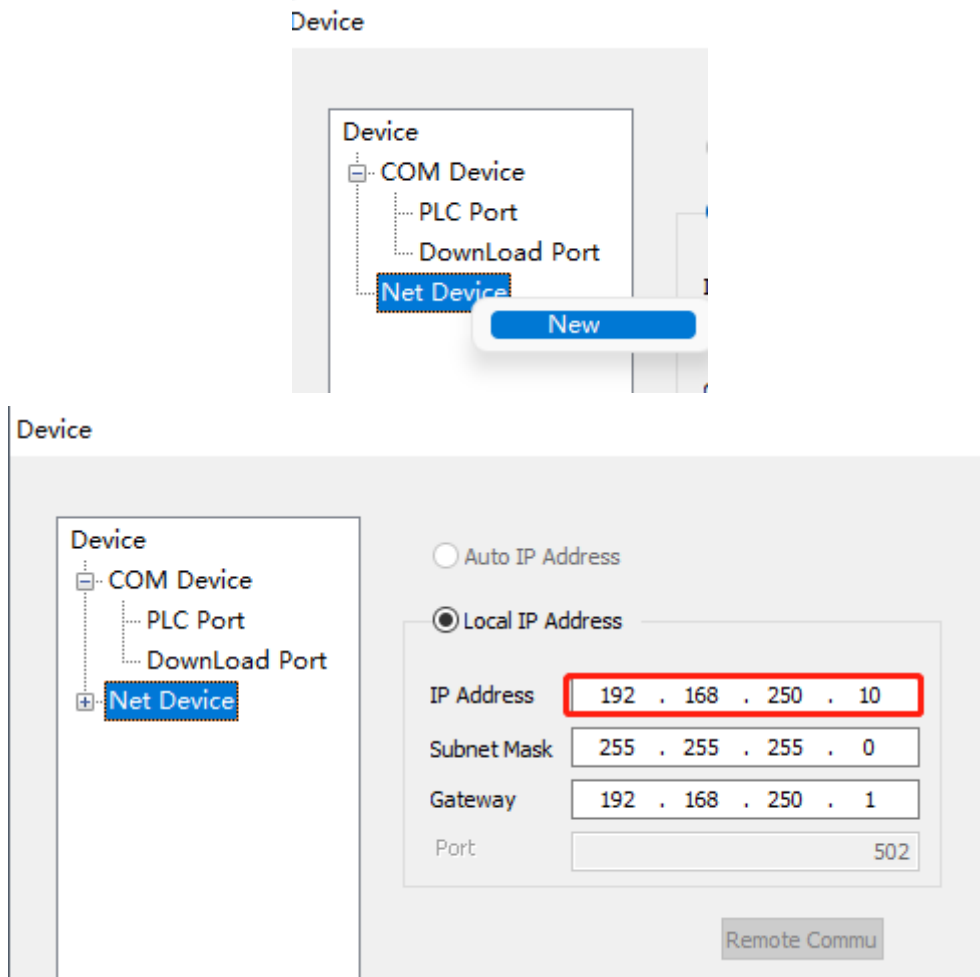 Device
Device
COM Device
PLC Port
DownLoad Port
Net Device
New
Device
Device
COM Device
PLC Port
DownLoad Port
Net Device
Auto IP Address
Local IP Address
IP Address 192 . 168 . 250 . 10
Subnet Mask 255 . 255 . 255 . 0
Gateway 192 . 168 . 250 . 1
Port 502
Remote Commu